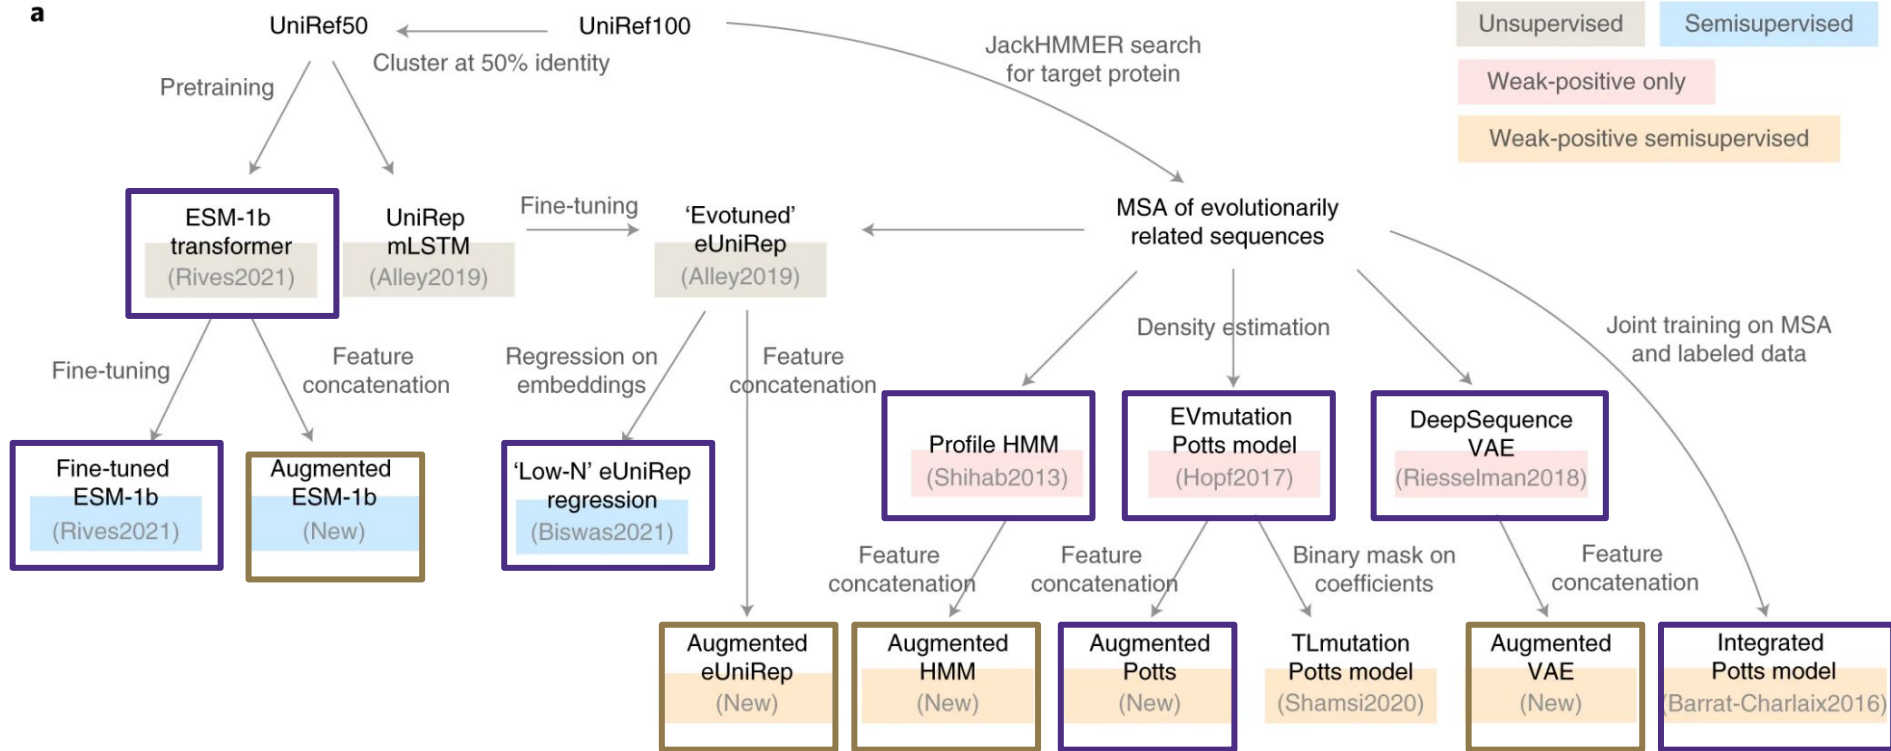 a
UniRef50
UniRef100
Cluster at 50% identity
JackHMMER search
for target protein
Unsupervised
Semisupervised
Weak-positive only
Weak-positive semisupervised
Pretraining
ESM-1b
transformer
(Rives2021)
UniRep
mLSTM
(Alley2019)
Fine-tuning
‘Evotuned’
eUniRep
(Alley2019)
MSA of evolutionarily
related sequences
Fine-tuning
Feature
concatenation
Regression on
embeddings
Feature
concatenation
Density estimation
Joint training on MSA
and labeled data
Fine-tuned
ESM-1b
(Rives2021)
Augmented
ESM-1b
(New)
‘Low-N’ eUniRep
regression
(Biswas2021)
Profile HMM
(Shihab2013)
EVmutation
Potts model
(Hopf2017)
DeepSequence
VAE
(Riesselman2018)
Feature
concatenation
Feature
concatenation
Binary mask on
coefficients
Feature
concatenation
Augmented
eUniRep
(New)
Augmented
HMM
(New)
Augmented
Potts
(New)
TLmutation
Potts model
(Shamsi2020)
Augmented
VAE
(New)
Integrated
Potts model
(Barrat-Charlaix2016)